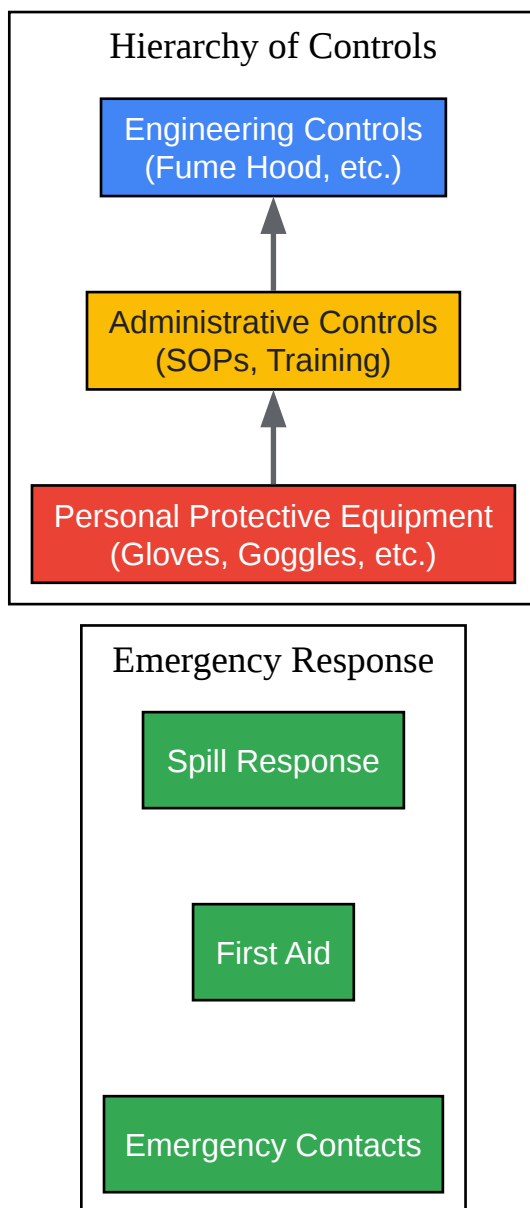 Hierarchy of Controls
Engineering Controls
(Fume Hood, etc.)
Administrative Controls
(SOPs, Training)
Personal Protective Equipment
(Gloves, Goggles, etc.)
Emergency Response
Spill Response
First Aid
Emergency Contacts